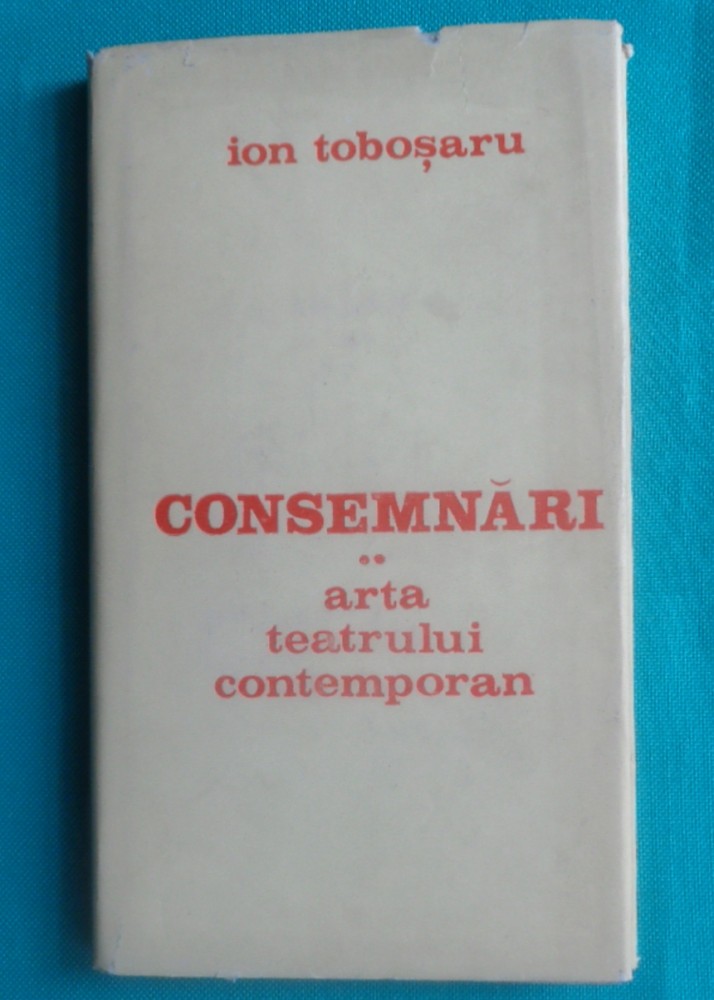 ion toboșaru
CONSEMNĂRI
••
arta
teatrului
contemporan